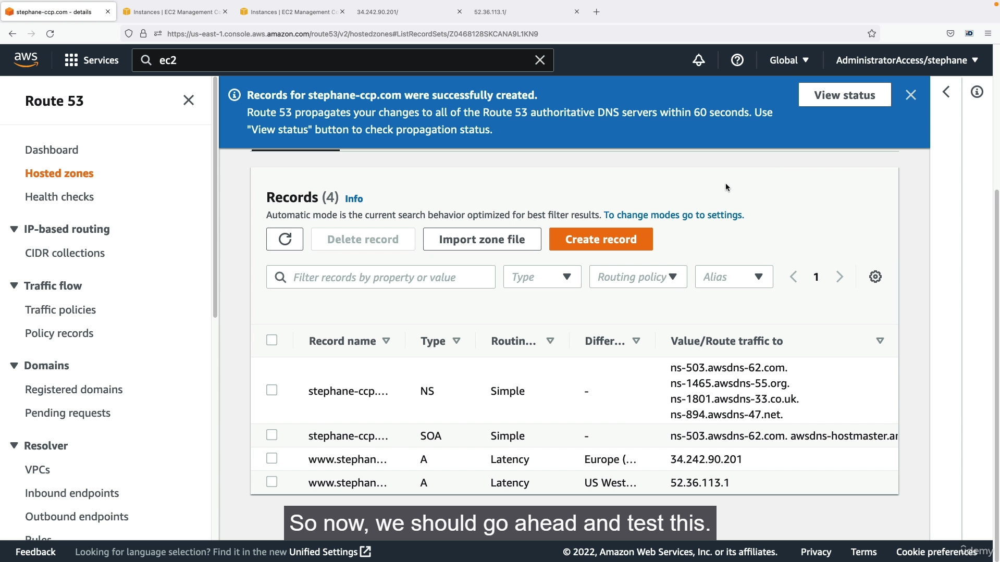 stephane-ccp.com - details
Instances | EC2 Management Co
Instances | EC2 Management Co
34.242.90.201/
52.36.113.1/
https://us-east-1.console.aws.amazon.com/route53/v2/hostedzones#ListRecordSets/Z0468128SKCANA9L1KN9
iD
aws
Services
ec2
Global
AdministratorAccess/stephane
Route 53
Dashboard
Hosted zones
Health checks
IP-based routing
CIDR collections
Traffic flow
Traffic policies
Policy records
Domains
Registered domains
Pending requests
Resolver
VPCs
Inbound endpoints
Outbound endpoints
Rules
Records for stephane-ccp.com were successfully created.
Route 53 propagates your changes to all of the Route 53 authoritative DNS servers within 60 seconds. Use
"View status" button to check propagation status.
View status
Records (4) Info
Automatic mode is the current search behavior optimized for best filter results. To change modes go to settings.
Delete record
Import zone file
Create record
Filter records by property or value
Type
Routing policy
Alias
1
Record name Type Routin... Differ... Value/Route traffic to
stephane-ccp.... NS Simple - ns-503.awsdns-62.com.
ns-1465.awsdns-55.org.
ns-1801.awsdns-33.co.uk.
ns-894.awsdns-47.net.
stephane-ccp.... SOA Simple - ns-503.awsdns-62.com. awsdns-hostmaster.ar
www.stephan... A Latency Europe (... 34.242.90.201
www.stephan... A Latency US West... 52.36.113.1
So now, we should go ahead and test this.
Feedback
Looking for language selection? Find it in the new Unified Settings
© 2022, Amazon Web Services, Inc. or its affiliates.
Privacy
Terms
Cookie preferences
udemy